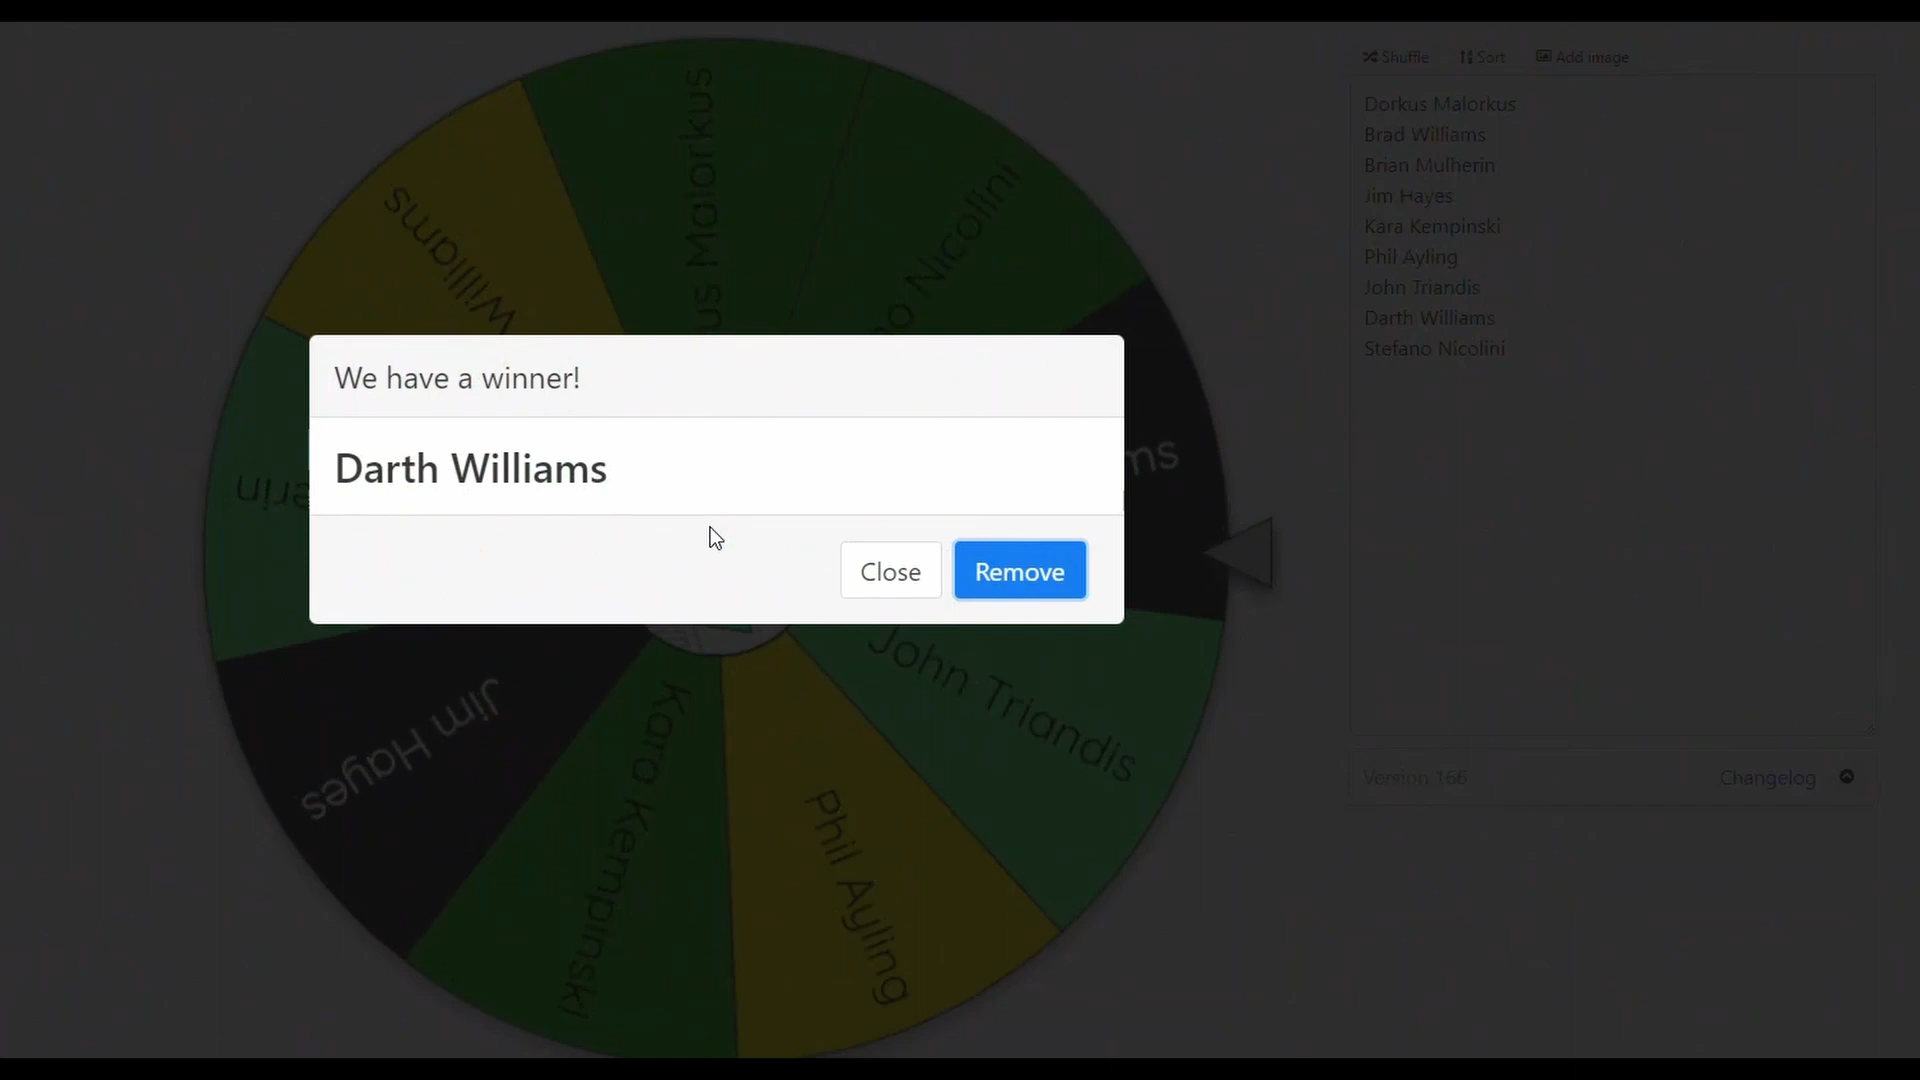 Shuffle Sort Add image
Dorkus Malorkus
Brad Williams
Brian Mulherin
Jim Hayes
Kara Kempinski
Phil Ayling
John Triandis
Darth Williams
Stefano Nicolini
Version 166 Changelog
We have a winner!
Darth Williams
Close Remove
us Malorkus
no Nicolini
Williams
erin
ms
Jim Hayes
Kara Kempinski
Phil Ayling
John Triandis